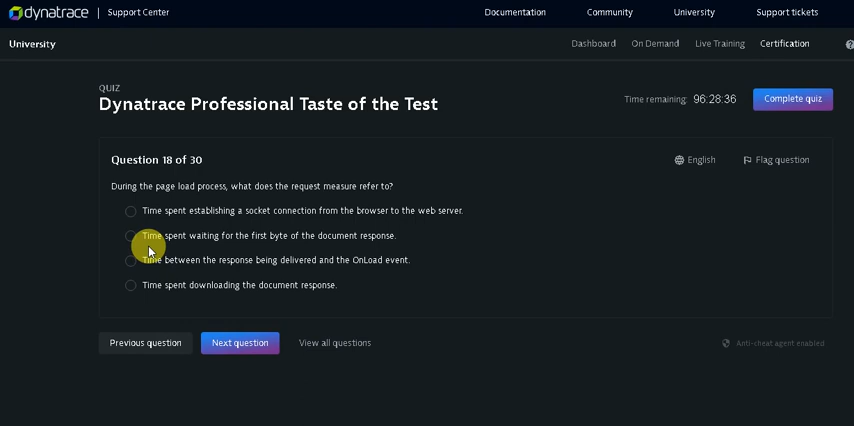 dynatrace | Support Center
Documentation Community University Support tickets
University
Dashboard On Demand Live Training Certification
QUIZ
Dynatrace Professional Taste of the Test
Time remaining: 96:28:36 Complete quiz
Question 18 of 30
English Flag question
During the page load process, what does the request measure refer to?
Time spent establishing a socket connection from the browser to the web server.
Time spent waiting for the first byte of the document response.
Time between the response being delivered and the OnLoad event.
Time spent downloading the document response.
Previous question Next question View all questions
Anti-cheat agent enabled